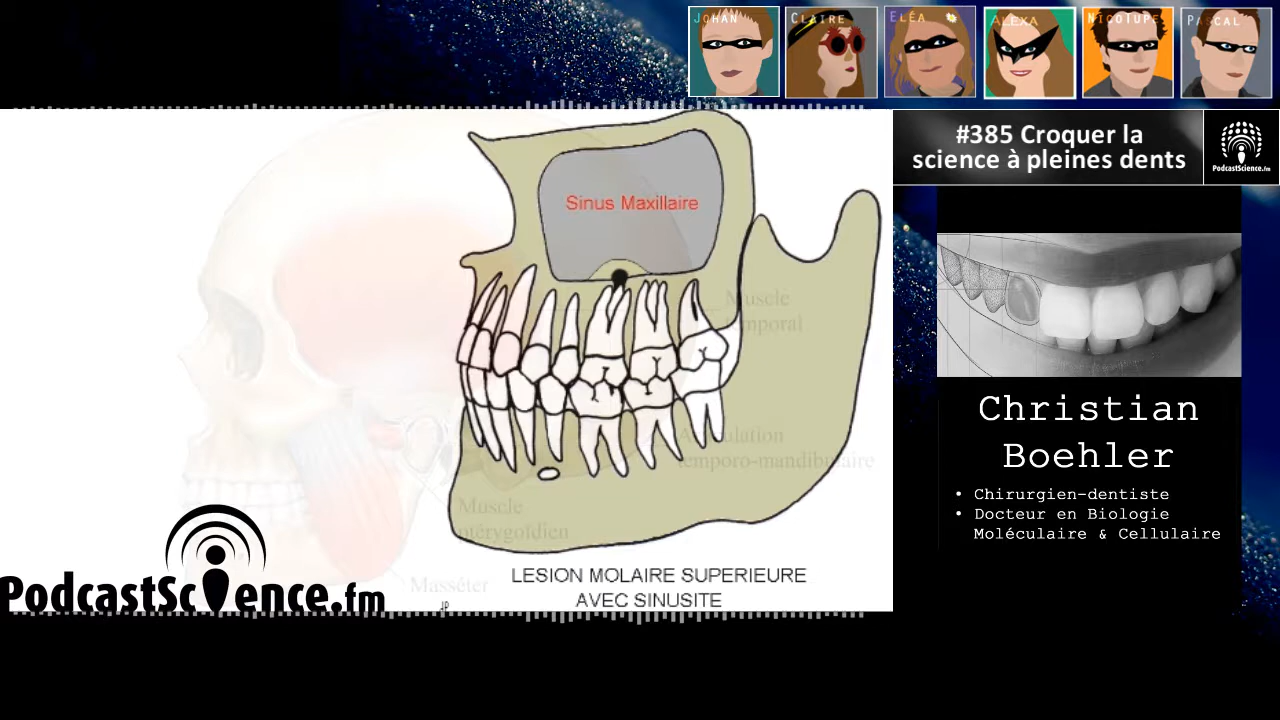 JOHAN
CLAIRE
ELÉA
ALEXA
NICOTUPE
PASCAL
#385 Croquer la
science à pleines dents
PodcastScience.fm
Sinus Maxillaire
Muscle
temporal
Articulation
temporo-mandibulaire
Muscle
ptérygoïdien
Masséter
LESION MOLAIRE SUPERIEURE
AVEC SINUSITE
JP
PodcastScience.fm
Christian
Boehler
• Chirurgien-dentiste
• Docteur en Biologie
Moléculaire & Cellulaire